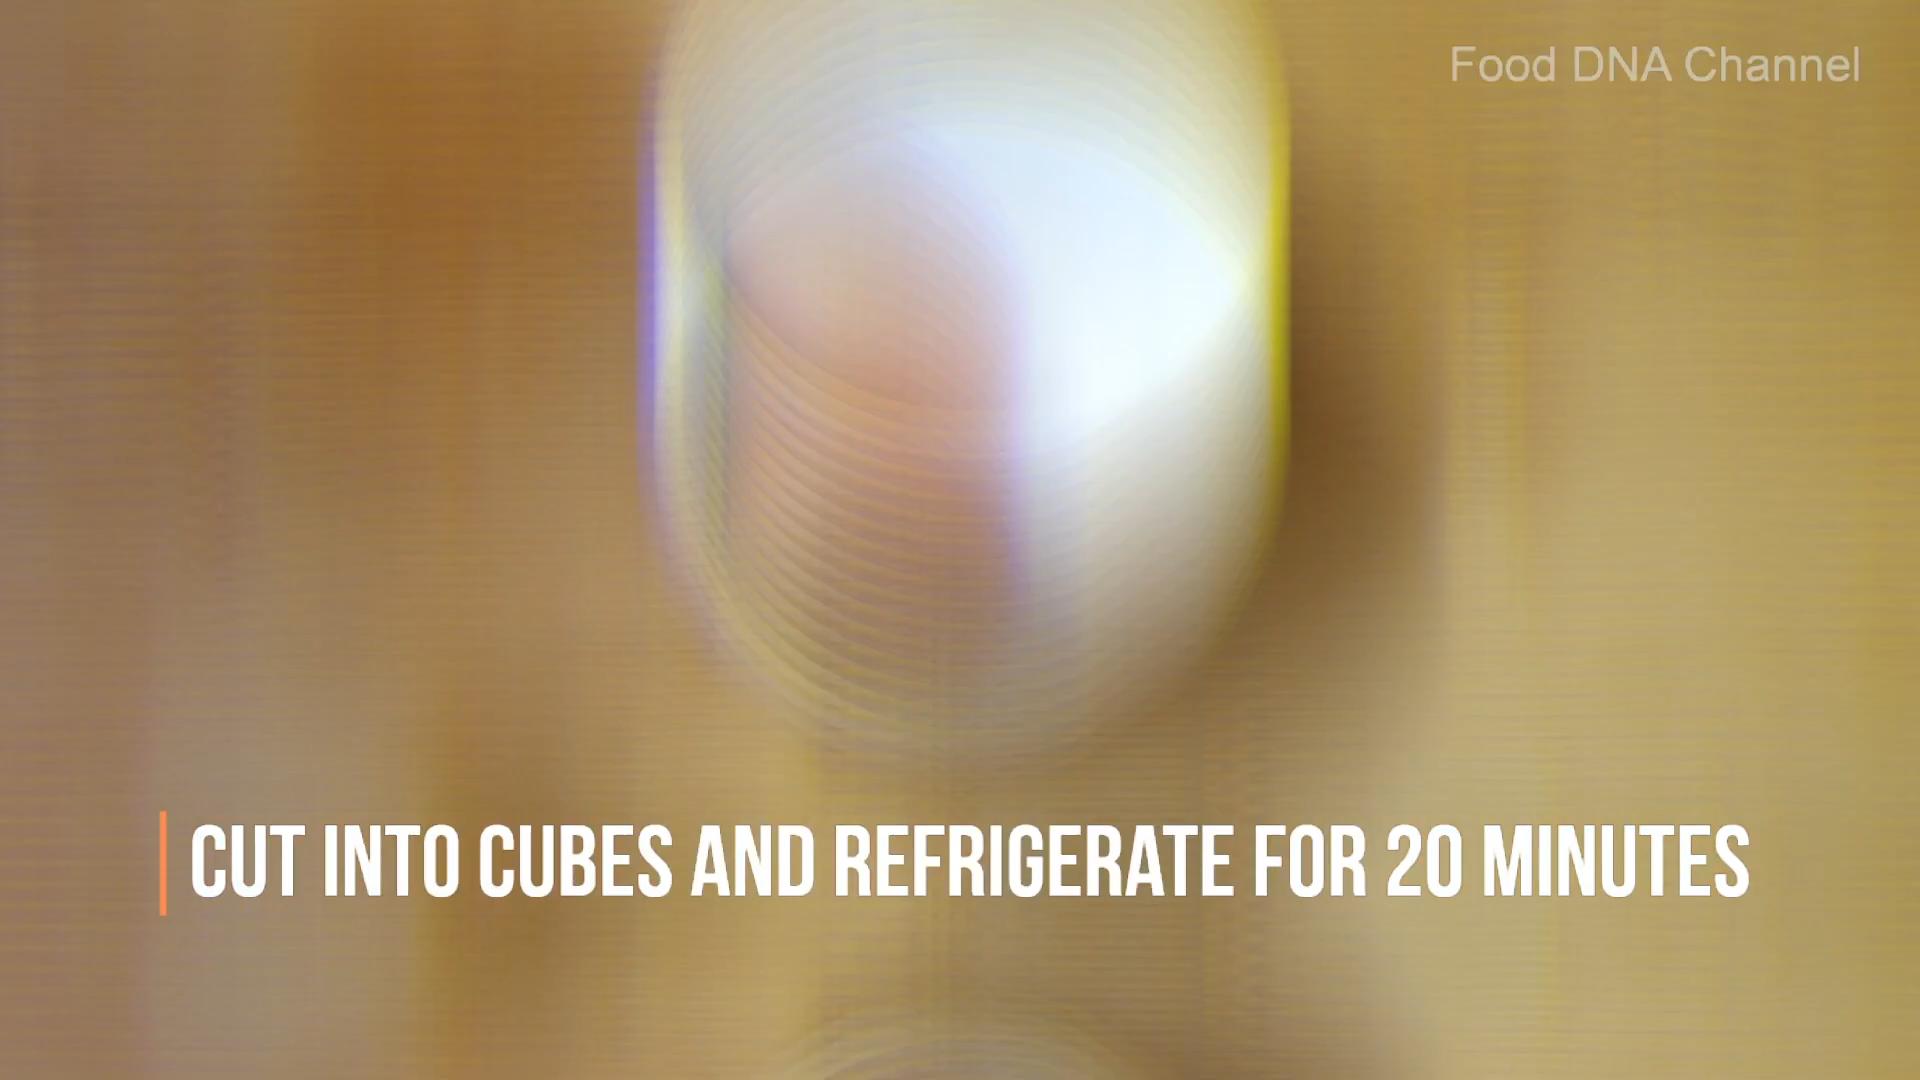 Food DNA Channel
CUT INTO CUBES AND REFRIGERATE FOR 20 MINUTES